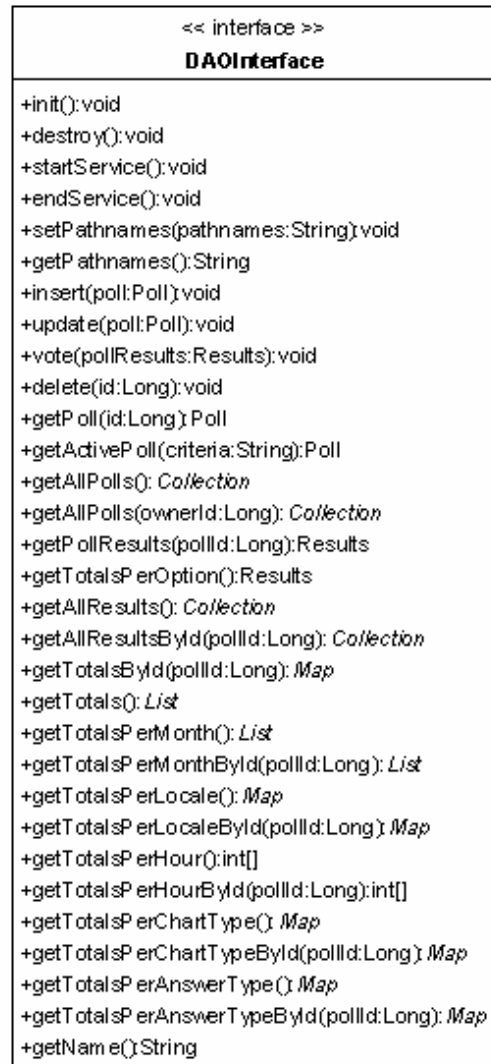 << interface >>
DAOInterface
+init():void
+destroy():void
+startService():void
+endService():void
+setPathnames(pathnames:String):void
+getPathnames():String
+insert(poll:Poll):void
+update(poll:Poll):void
+vote(pollResults:Results):void
+delete(id:Long):void
+getPoll(id:Long):Poll
+getActivePoll(criteria:String):Poll
+getAllPolls(): Collection
+getAllPolls(ownerId:Long): Collection
+getPollResults(pollId:Long):Results
+getTotalsPerOption():Results
+getAllResults(): Collection
+getAllResultsById(pollId:Long): Collection
+getTotalsById(pollId:Long): Map
+getTotals(): List
+getTotalsPerMonth(): List
+getTotalsPerMonthById(pollId:Long): List
+getTotalsPerLocale(): Map
+getTotalsPerLocaleById(pollId:Long): Map
+getTotalsPerHour():int[]
+getTotalsPerHourById(pollId:Long):int[]
+getTotalsPerChartType(): Map
+getTotalsPerChartTypeById(pollId:Long): Map
+getTotalsPerAnswerType(): Map
+getTotalsPerAnswerTypeById(pollId:Long): Map
+getName():String